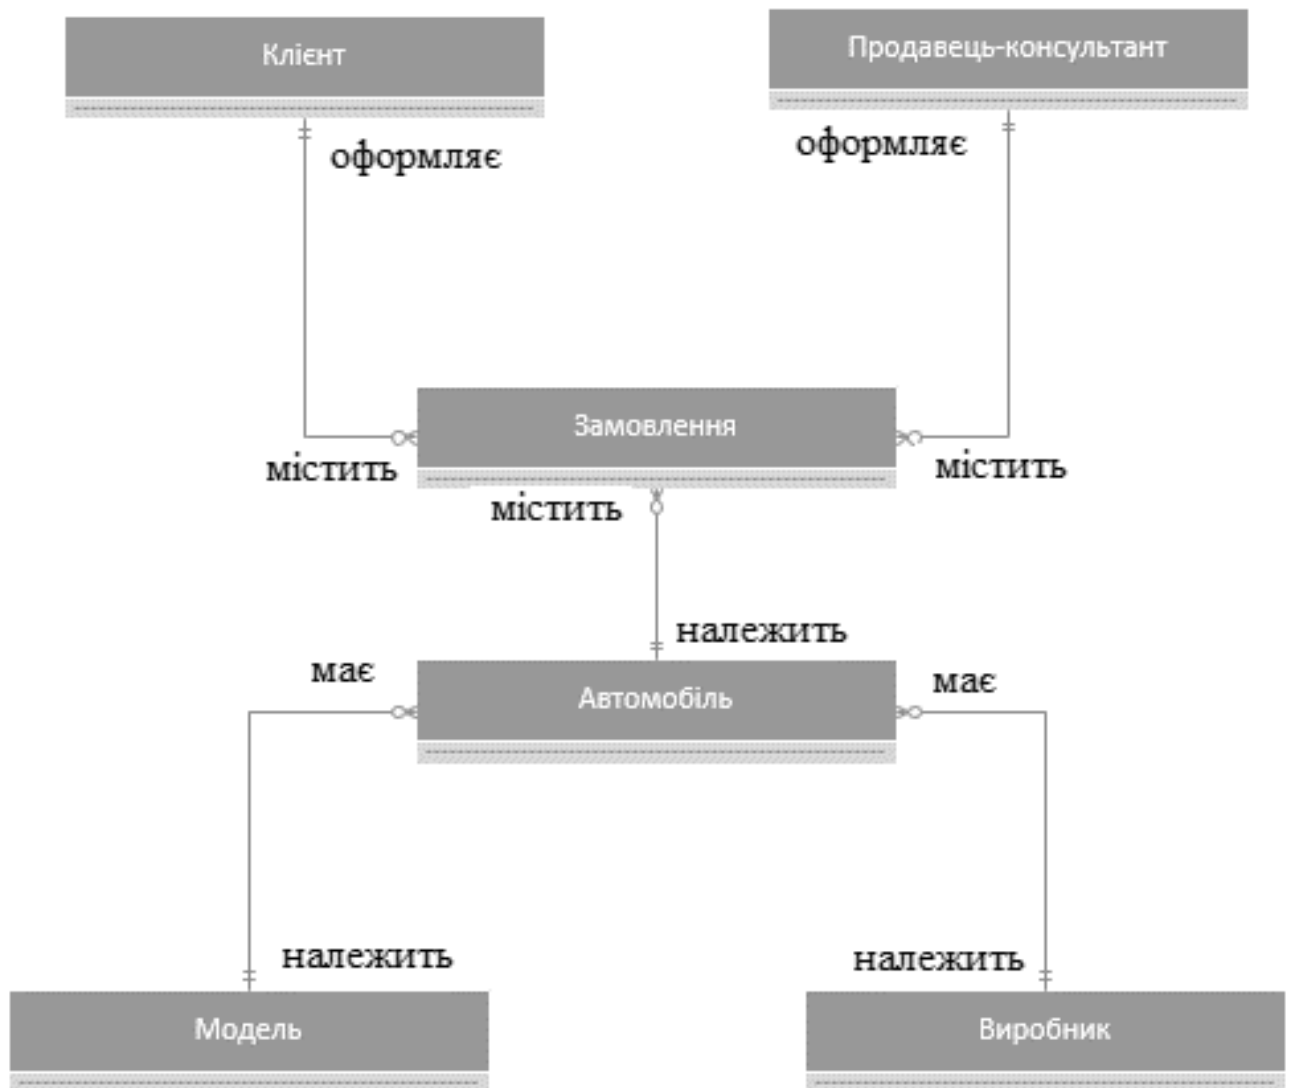 Клієнт
Продавець-консультант
оформляє
оформляє
Замовлення
містить
містить
містить
належить
має
має
Автомобіль
належить
належить
Модель
Виробник